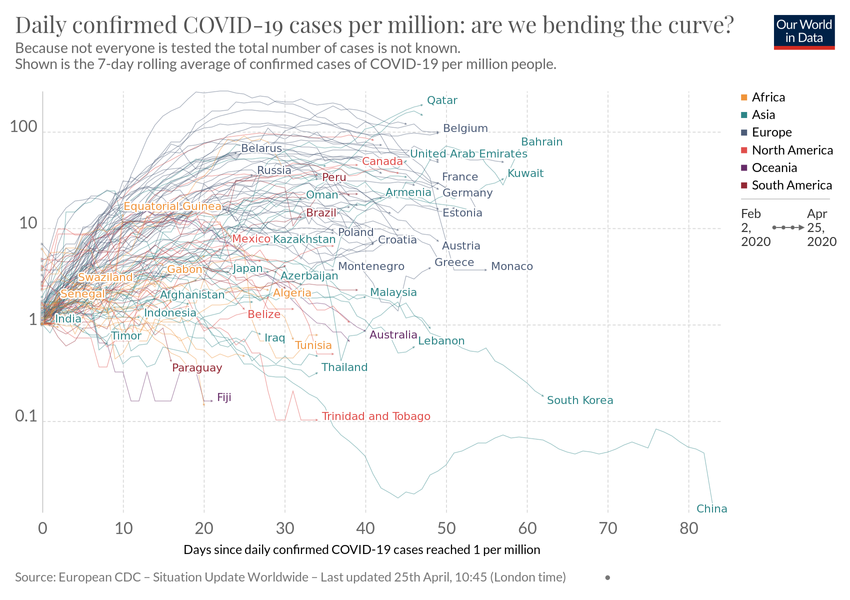 Daily confirmed COVID-19 cases per million: are we bending the curve?
Because not everyone is tested the total number of cases is not known.
Shown is the 7-day rolling average of confirmed cases of COVID-19 per million people.
Our World
in Data
Africa
Asia
Europe
North America
Oceania
South America
Feb
2,
2020
Apr
25,
2020
100
10
1
0.1
Qatar
Belgium
Bahrain
Belarus
United Arab Emirates
Canada
Russia
Peru
Kuwait
France
Oman
Armenia
Germany
Equatorial Guinea
Brazil
Estonia
Poland
Mexico
Kazakhstan
Croatia
Austria
Greece
Gabon
Japan
Montenegro
Monaco
Swaziland
Azerbaijan
Senegal
Afghanistan
Algeria
Malaysia
India
Indonesia
Belize
Timor
Iraq
Australia
Tunisia
Lebanon
Paraguay
Thailand
Fiji
South Korea
Trinidad and Tobago
China
0
10
20
30
40
50
60
70
80
Days since daily confirmed COVID-19 cases reached 1 per million
Source: European CDC – Situation Update Worldwide – Last updated 25th April, 10:45 (London time)